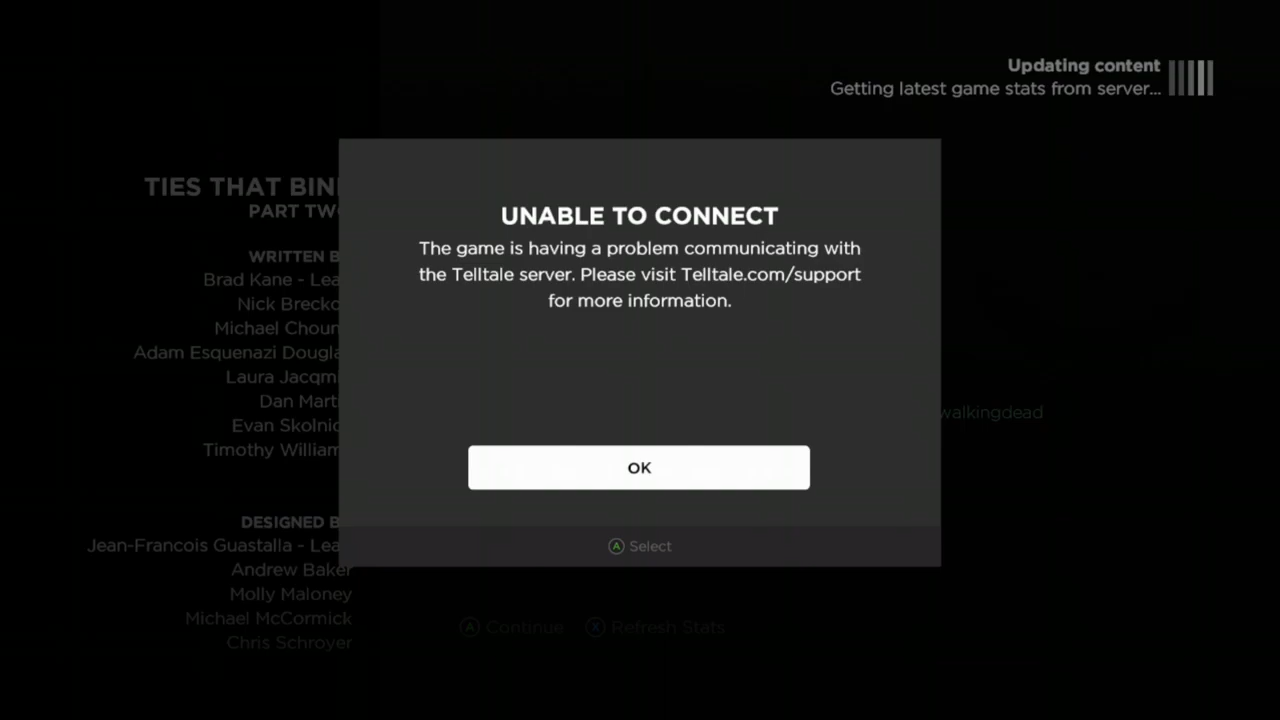 Updating content
Getting latest game stats from server...
TIES THAT BIN
PART TW
UNABLE TO CONNECT
The game is having a problem communicating with
the Telltale server. Please visit Telltale.com/support
for more information.
WRITTEN B
Brad Kane - Lea
Nick Brecko
Michael Choun
Adam Esquenazi Dougla
Laura Jacqm
Dan Marti
Evan Skolnic
Timothy William
walkingdead
OK
DESIGNED B
Jean-Francois Guastalla - Lea
A Select
Andrew Baker
Molly Maloney
Michael McCormick
Chris Schroyer
A Continue X Refresh Stats